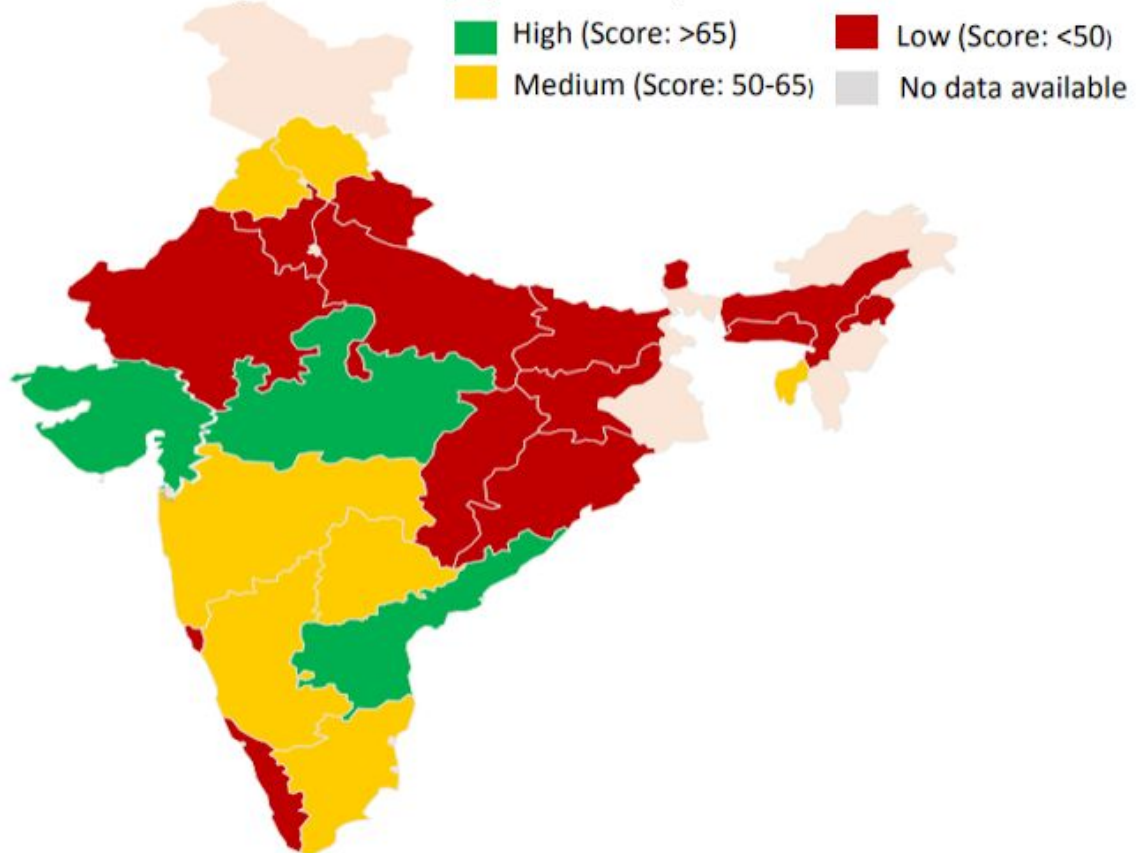 High (Score: >65)
Low (Score: <50)
Medium (Score: 50-65)
No data available